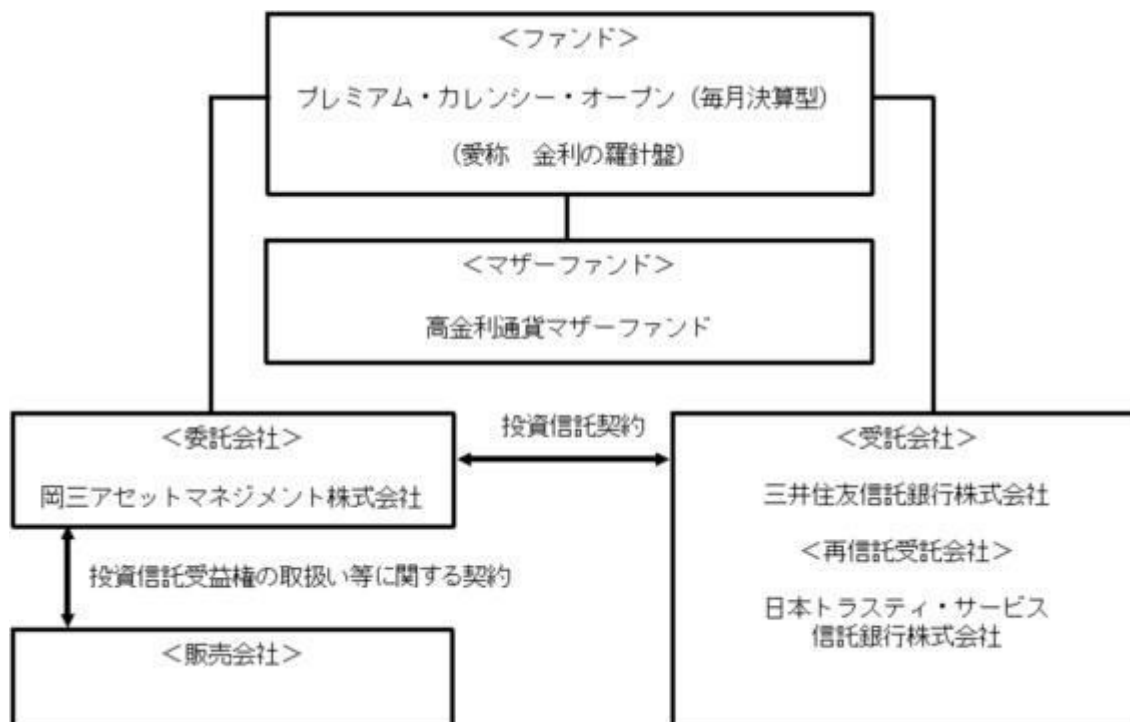 ＜ファンド＞
プレミアム・カレンシー・オープン（毎月決算型）
（愛称　金利の羅針盤）
＜マザーファンド＞
高金利通貨マザーファンド
＜委託会社＞
岡三アセットマネジメント株式会社
投資信託契約
＜受託会社＞
三井住友信託銀行株式会社
＜再信託受託会社＞
日本トラスティ・サービス
信託銀行株式会社
投資信託受益権の取扱い等に関する契約
＜販売会社＞